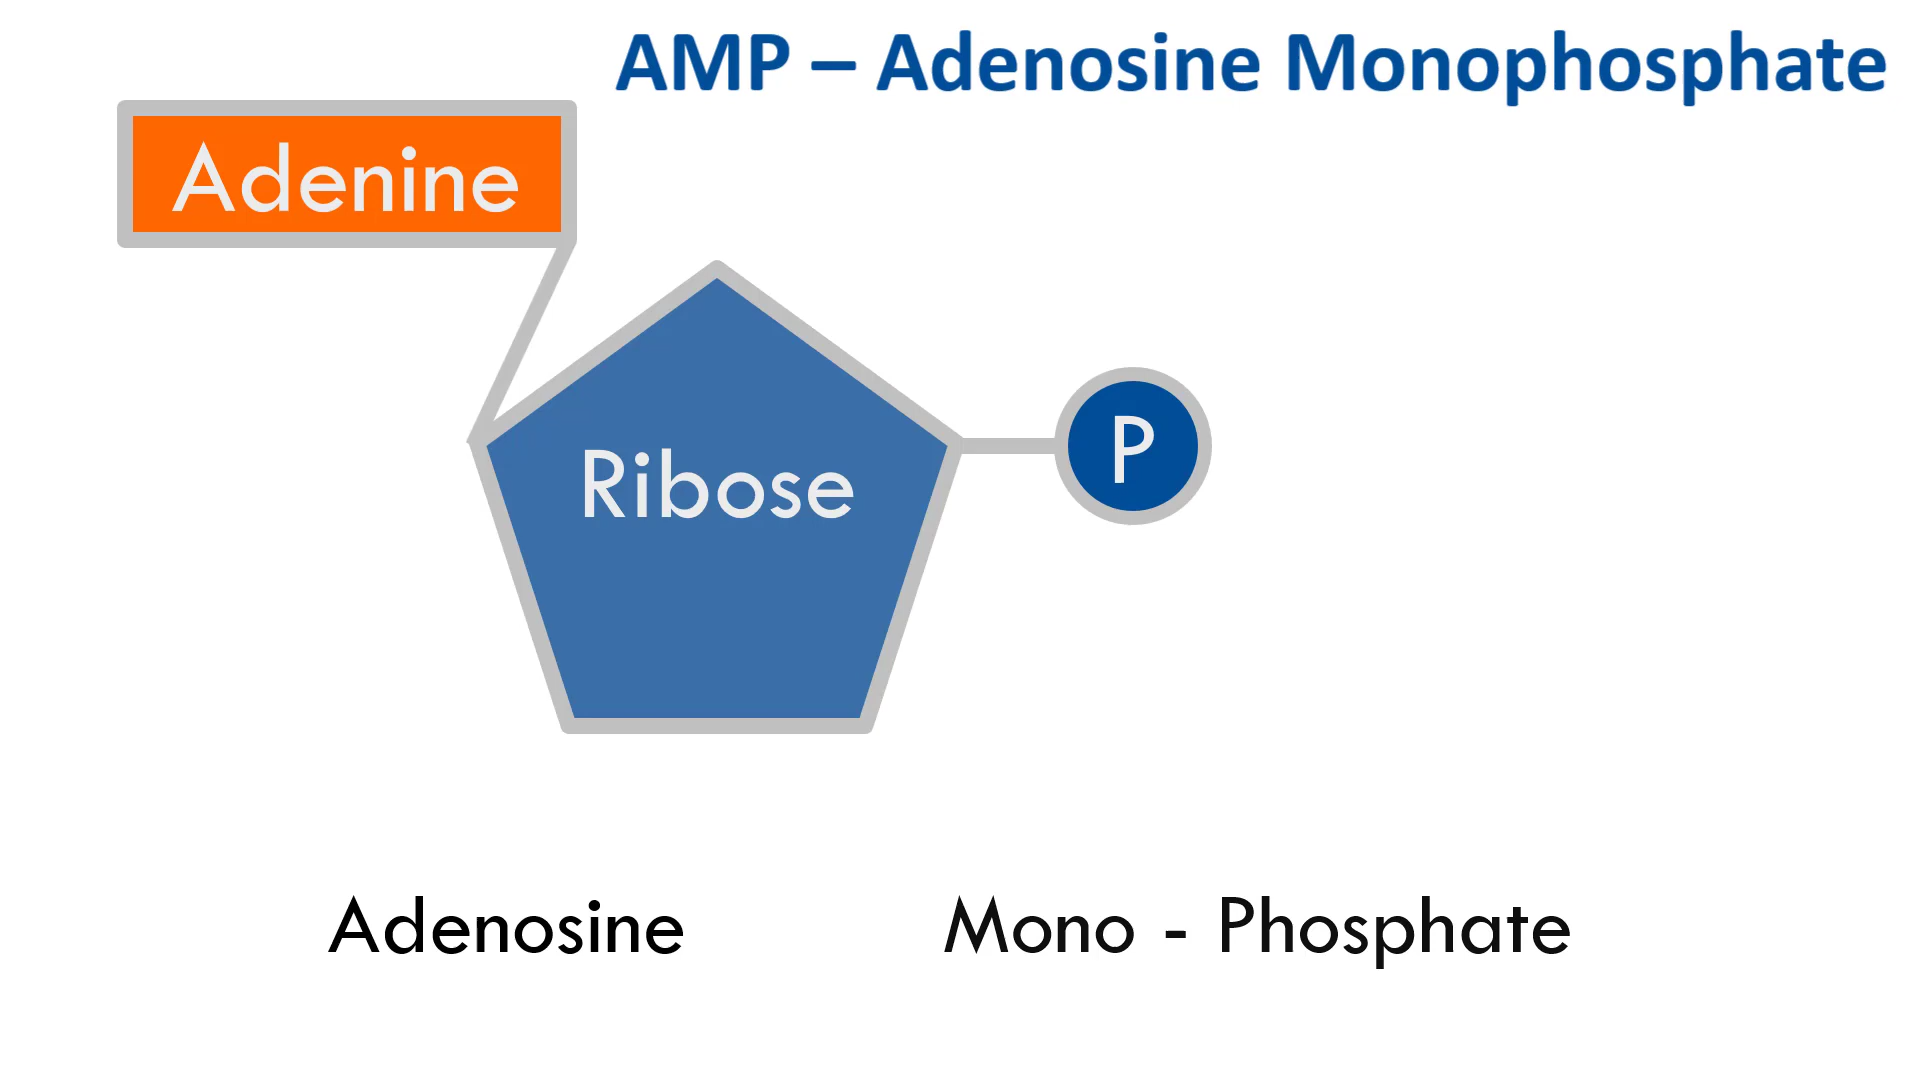 AMP – Adenosine Monophosphate
Adenine
Ribose
P
Adenosine
Mono - Phosphate